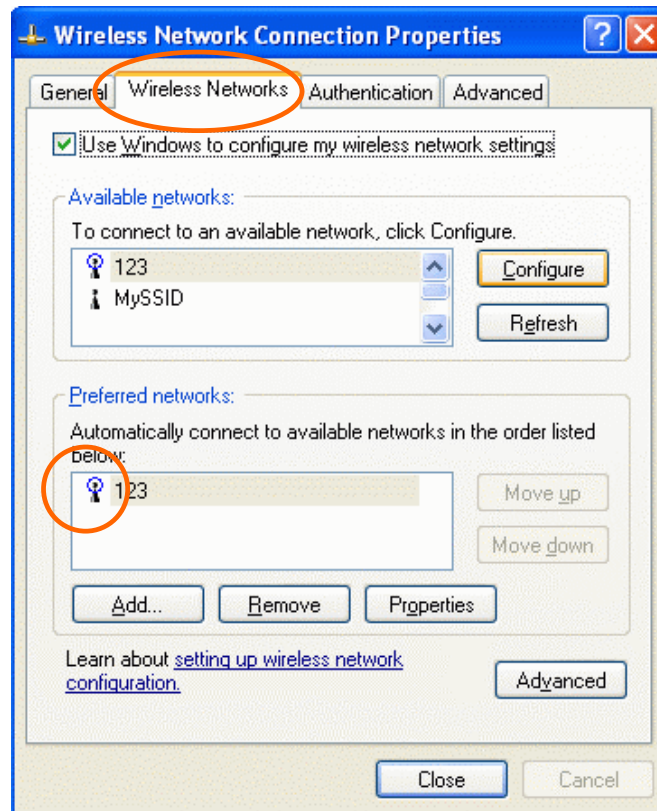 Wireless Network Connection Properties
General Wireless Networks Authentication Advanced
Use Windows to configure my wireless network settings
Available networks:
To connect to an available network, click Configure.
123
Configure
MySSID
Refresh
Preferred networks:
Automatically connect to available networks in the order listed
below:
123
Move up
Move down
Add... Remove Properties
Learn about setting up wireless network
configuration.
Advanced
Close Cancel